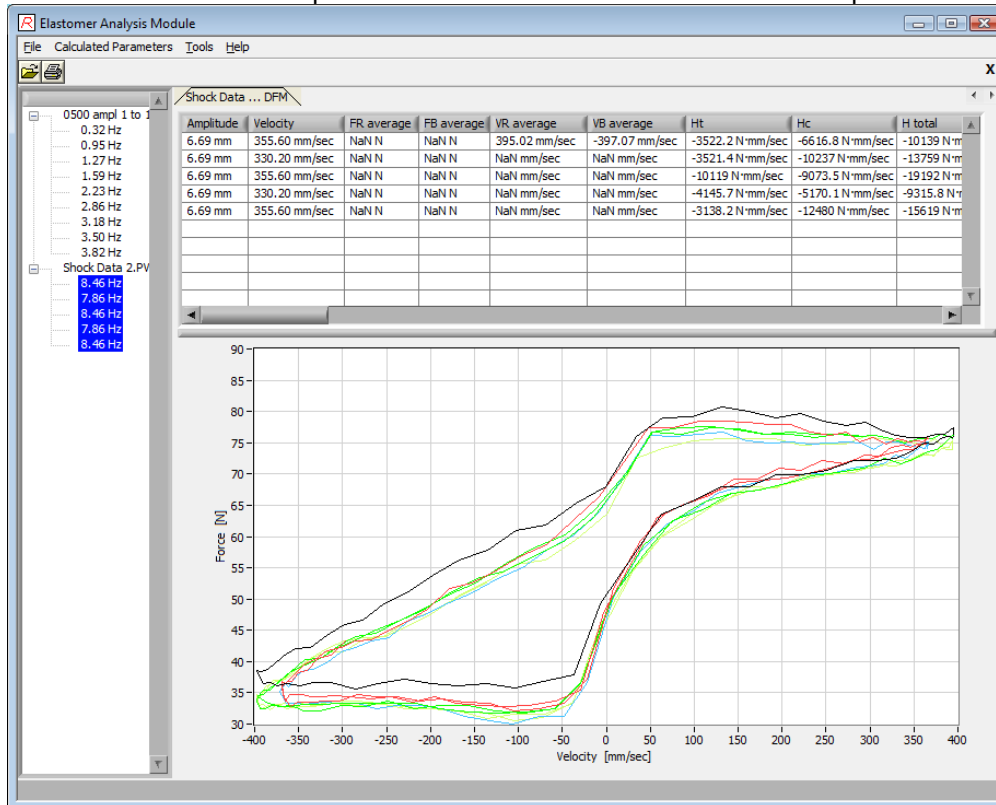 Elastomer Analysis Module
File Calculated Parameters Tools Help
X
0500 ampl 1 to 1
0.32 Hz
0.95 Hz
1.27 Hz
1.59 Hz
2.23 Hz
2.86 Hz
3.18 Hz
3.50 Hz
3.82 Hz
Shock Data 2.PV
8.46 Hz
7.86 Hz
8.46 Hz
7.86 Hz
8.46 Hz
Shock Data ... DFM
Amplitude Velocity FR average FB average VR average VB average Ht Hc H total
6.69 mm 355.60 mm/sec NaN N NaN N 395.02 mm/sec -397.07 mm/sec -3522.2 N·mm/sec -6616.8 N·mm/sec -10139 N·m
6.69 mm 330.20 mm/sec NaN N NaN N NaN mm/sec NaN mm/sec -3521.4 N·mm/sec -10237 N·mm/sec -13759 N·m
6.69 mm 355.60 mm/sec NaN N NaN N NaN mm/sec NaN mm/sec -10119 N·mm/sec -9073.5 N·mm/sec -19192 N·m
6.69 mm 330.20 mm/sec NaN N NaN N NaN mm/sec NaN mm/sec -4145.7 N·mm/sec -5170.1 N·mm/sec -9315.8 N·m
6.69 mm 355.60 mm/sec NaN N NaN N NaN mm/sec NaN mm/sec -3138.2 N·mm/sec -12480 N·mm/sec -15619 N·m
90
85
80
75
70
65
60
55
50
45
40
35
30
Force [N]
-400 -350 -300 -250 -200 -150 -100 -50 0 50 100 150 200 250 300 350 400
Velocity [mm/sec]